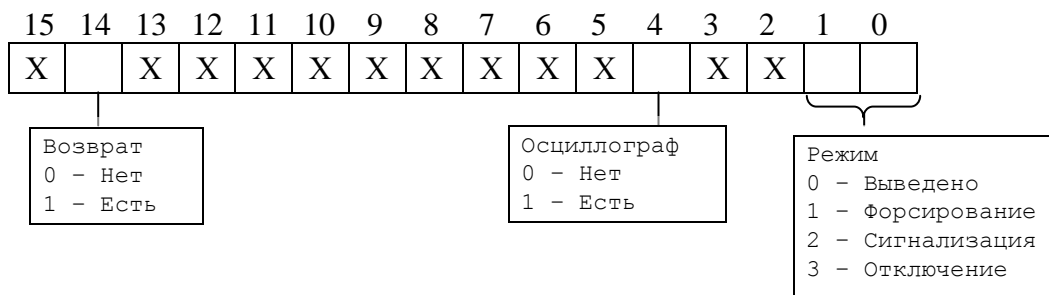 15 14 13 12 11 10 9 8 7 6 5 4 3 2 1 0
X X X X X X X X X X X X
Возврат
0 – Нет
1 – Есть
Осциллограф
0 – Нет
1 – Есть
Режим
0 – Выведено
1 – Форсирование
2 – Сигнализация
3 – Отключение